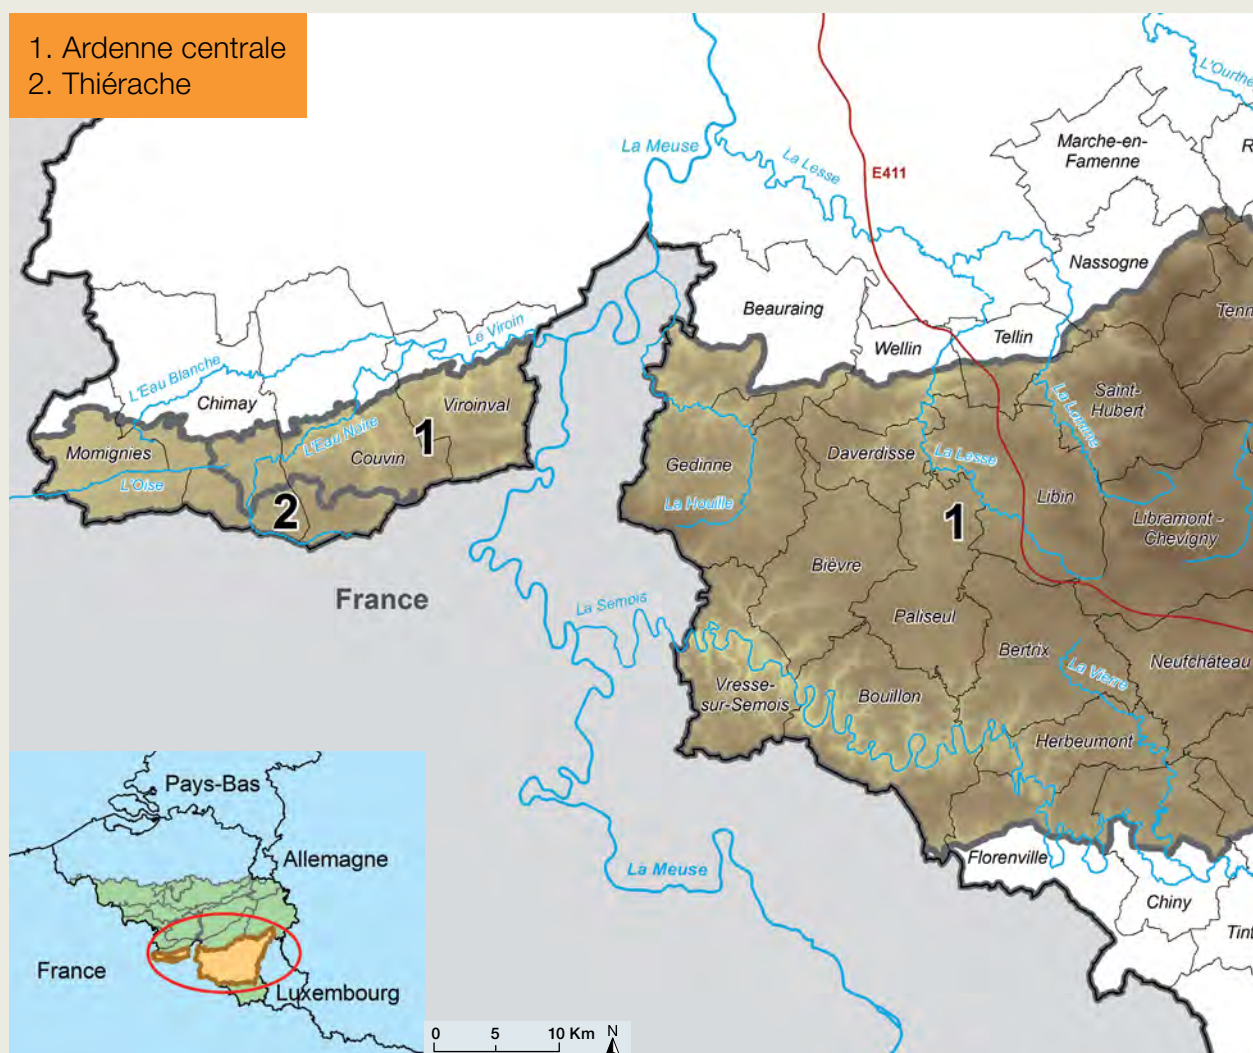 1. Ardenne centrale
2. Thiérache
L'Ourthe
Marche-en-
Famenne
R
La Meuse
La Lesse
E411
Nassogne
Beauraing
Tenn
Wellin
Tellin
Le Viroin
L'Eau Blanche
Chimay
Viroinval
Saint-
Hubert
La Lomme
1
L'Eau Noire
Momignies
Couvin
Gedinne
Daverdisse
La Lesse
L'Oise
2
La Houille
1
Libin
Libramont -
Chevigny
Bièvre
France
La Semois
Paliseul
Bertrix
Neufchâteau
La Vierre
Vresse-
sur-Semois
Bouillon
Herbeumont
Pays-Bas
Allemagne
France
Luxembourg
La Meuse
Florenville
Chiny
Tint
0 5 10 Km N